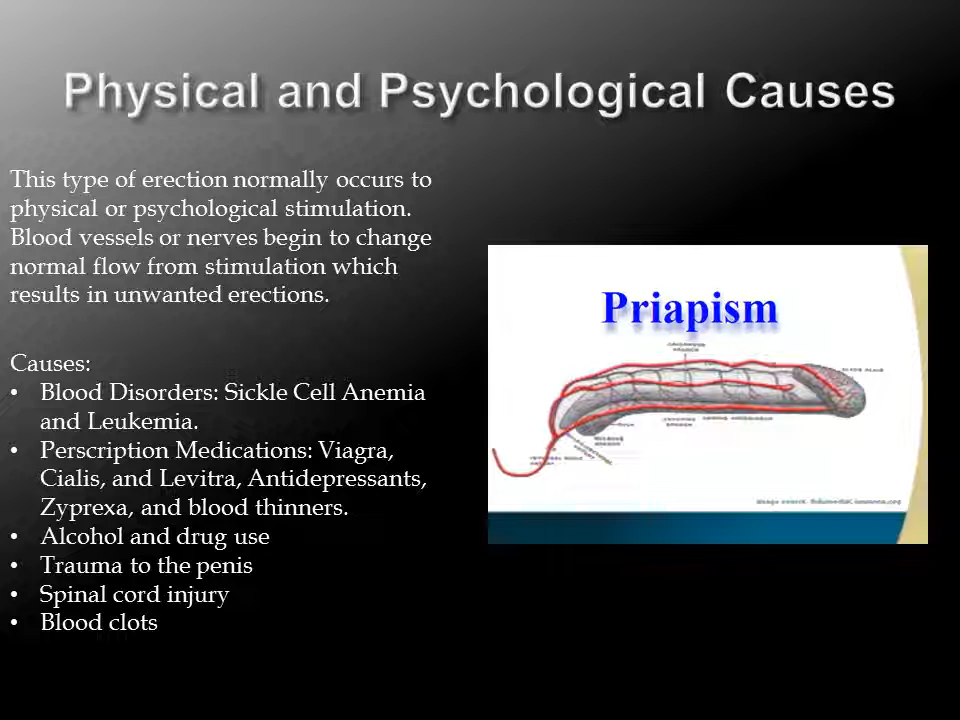 Physical and Psychological Causes
This type of erection normally occurs to
physical or psychological stimulation.
Blood vessels or nerves begin to change
normal flow from stimulation which
results in unwanted erections.
Causes:
• Blood Disorders: Sickle Cell Anemia
and Leukemia.
• Perscription Medications: Viagra,
Cialis, and Levitra, Antidepressants,
Zyprexa, and blood thinners.
• Alcohol and drug use
• Trauma to the penis
• Spinal cord injury
• Blood clots
Priapism